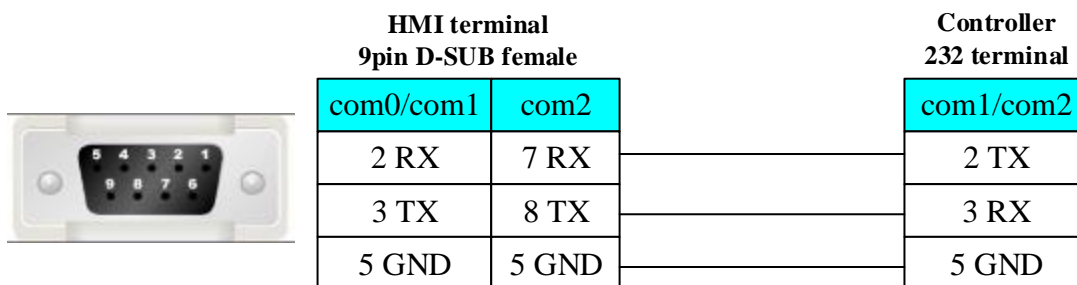 HMI terminal
9pin D-SUB female
Controller
232 terminal
com0/com1 com2 com1/com2
5 4 3 2 1
9 8 7 6
2 RX 7 RX 2 TX
3 TX 8 TX 3 RX
5 GND 5 GND 5 GND